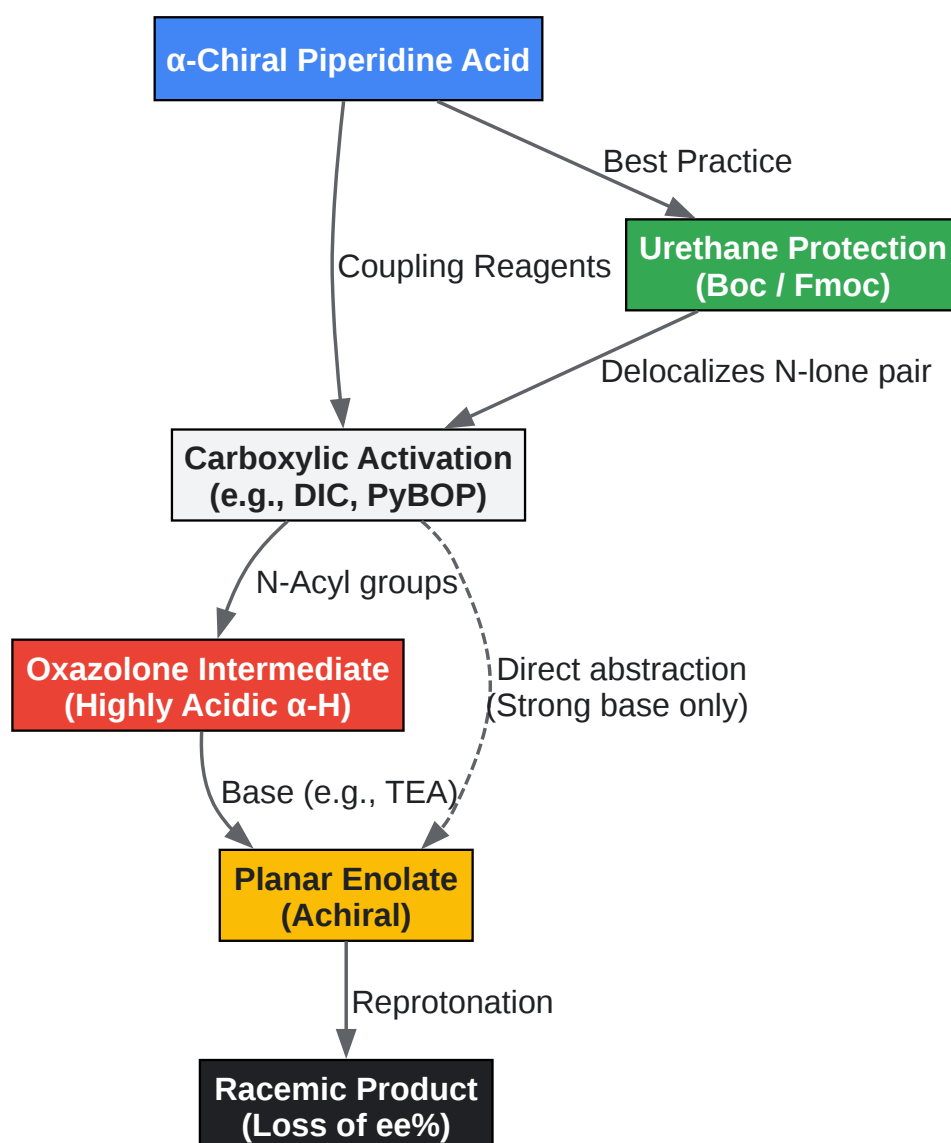 α-Chiral Piperidine Acid
Best Practice
Urethane Protection
(Boc / Fmoc)
Coupling Reagents
Delocalizes N-lone pair
Carboxylic Activation
(e.g., DIC, PyBOP)
N-Acyl groups
Oxazolone Intermediate
(Highly Acidic α-H)
Direct abstraction
(Strong base only)
Base (e.g., TEA)
Planar Enolate
(Achiral)
Reprotonation
Racemic Product
(Loss of ee%)